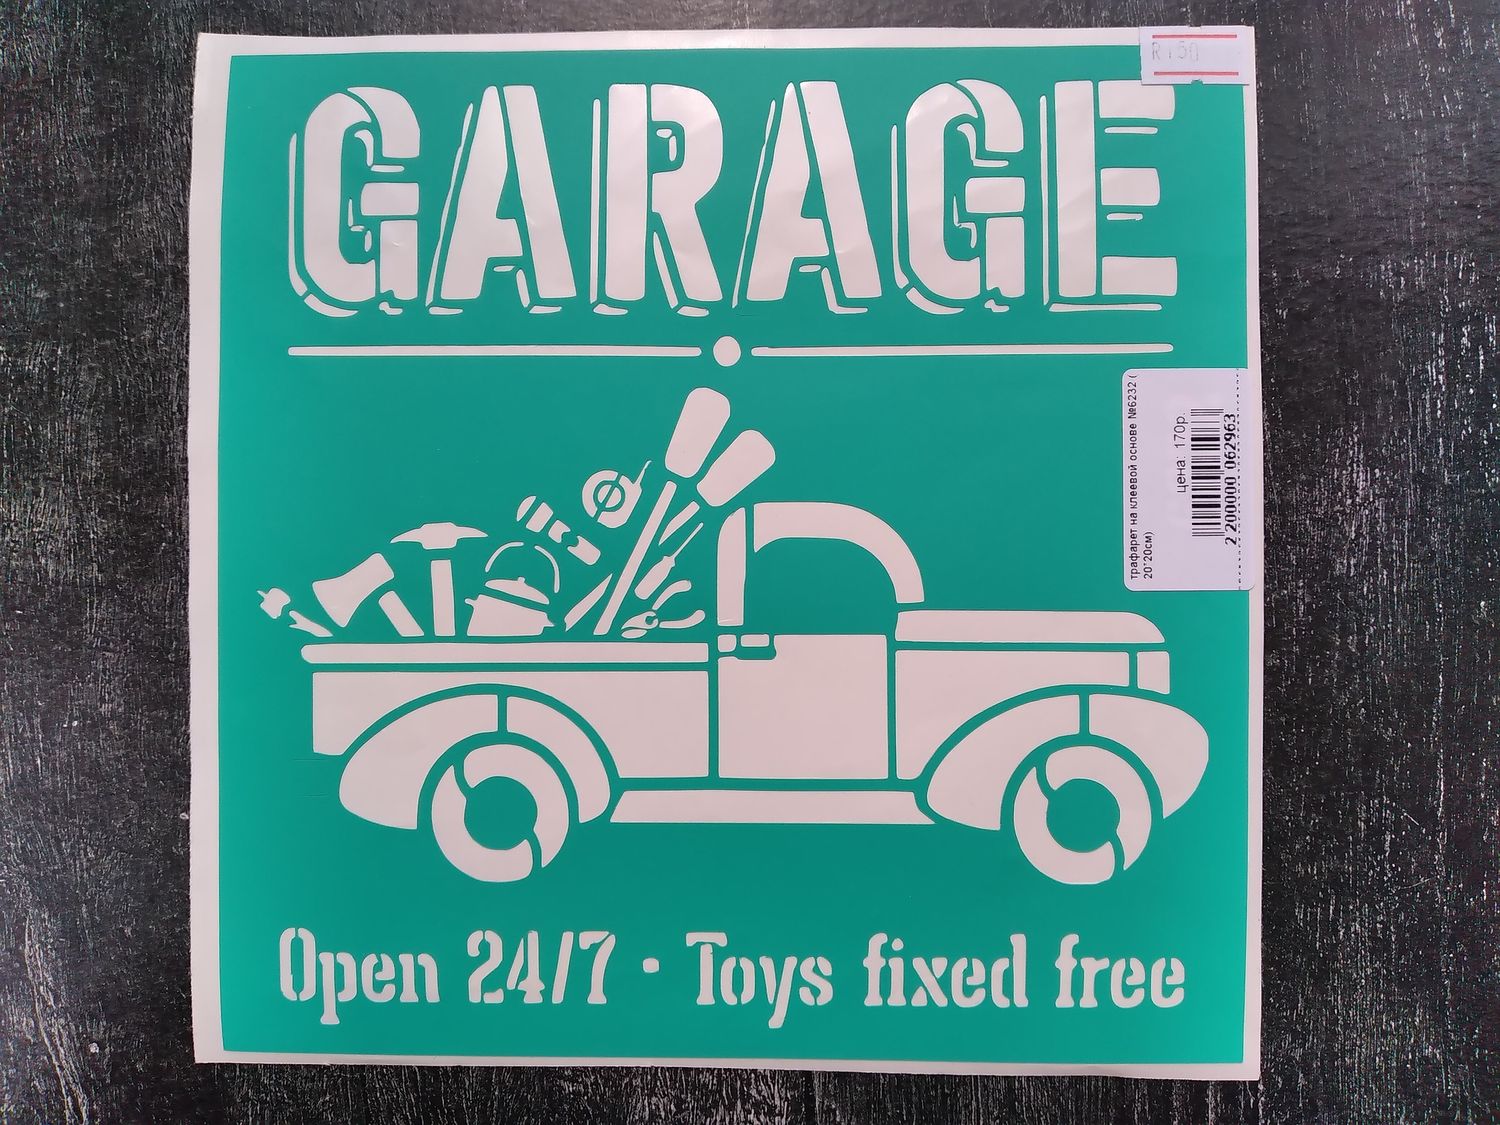 GARAGE
трафарет на клеевой основе №6232 (
20*20см)
цена: 170р.
2 200000 062963
Open 24/7 · Toys fixed free